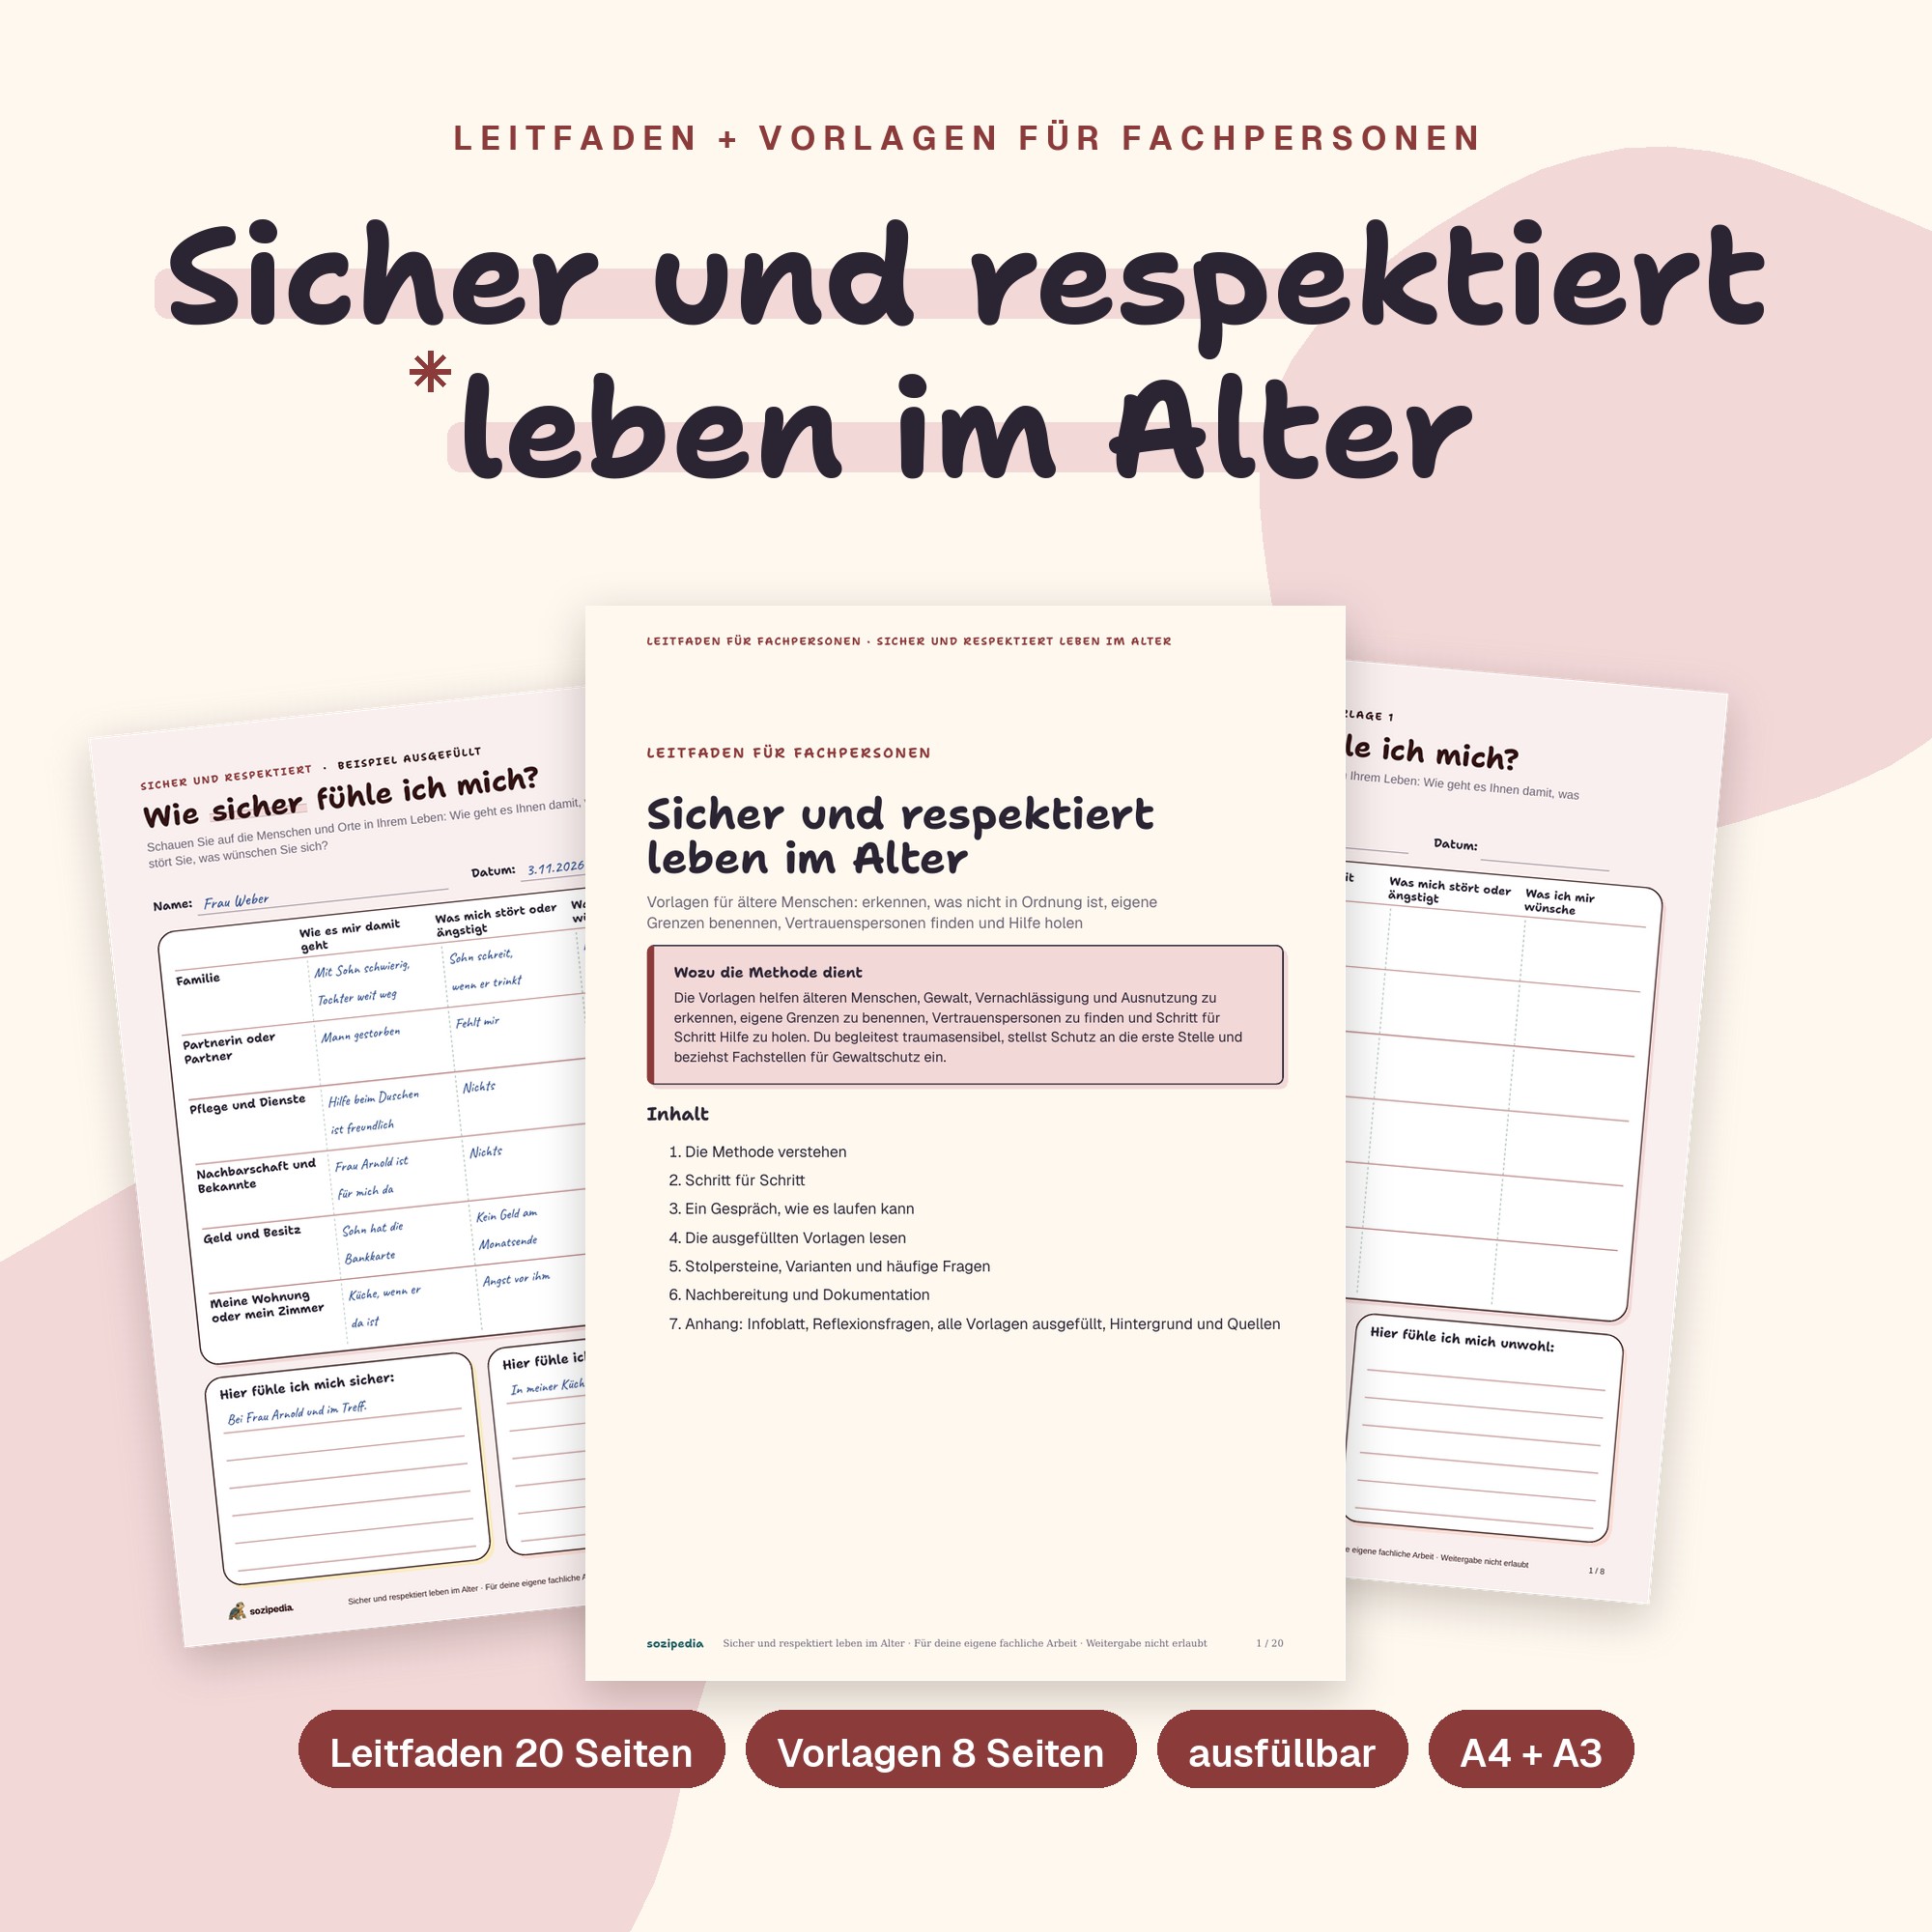 LEITFADEN + VORLAGEN FÜR FACHPERSONEN
Sicher und respektiert
leben im Alter
SICHER UND RESPEKTIERT · BEISPIEL AUSGEFÜLLT
Wie sicher fühle ich mich?
Schauen Sie auf die Menschen und Orte in Ihrem Leben: Wie geht es Ihnen damit,
stört Sie, was wünschen Sie sich?
Name: Frau Weber
Datum: 3.11.2026
Wie es mir damit
geht
Was mich stört oder
ängstigt
Familie
Mit Sohn schwierig,
Tochter weit weg
Sohn schreit,
wenn er trinkt
Partnerin oder
Partner
Mann gestorben
Fehlt mir
Pflege und Dienste
Hilfe beim Duschen
ist freundlich
Nichts
Nachbarschaft und
Bekannte
Frau Arnold ist
für mich da
Nichts
Geld und Besitz
Sohn hat die
Bankkarte
Kein Geld am
Monatsende
Meine Wohnung
oder mein Zimmer
Küche, wenn er
da ist
Angst vor ihm
Hier fühle ich mich sicher:
Bei Frau Arnold und im Treff.
Hier fühle
In meiner
sozipedia
Sicher und respektiert leben im Alter · Für deine eigene fachliche
LEITFADEN FÜR FACHPERSONEN · SICHER UND RESPEKTIERT LEBEN IM ALTER
LEITFADEN FÜR FACHPERSONEN
Sicher und respektiert
leben im Alter
Vorlagen für ältere Menschen: erkennen, was nicht in Ordnung ist, eigene
Grenzen benennen, Vertrauenspersonen finden und Hilfe holen
Wozu die Methode dient
Die Vorlagen helfen älteren Menschen, Gewalt, Vernachlässigung und Ausnutzung zu
erkennen, eigene Grenzen zu benennen, Vertrauenspersonen zu finden und Schritt für
Schritt Hilfe zu holen. Du begleitest traumasensibel, stellst Schutz an die erste Stelle und
beziehst Fachstellen für Gewaltschutz ein.
Inhalt
1. Die Methode verstehen
2. Schritt für Schritt
3. Ein Gespräch, wie es laufen kann
4. Die ausgefüllten Vorlagen lesen
5. Stolpersteine, Varianten und häufige Fragen
6. Nachbereitung und Dokumentation
7. Anhang: Infoblatt, Reflexionsfragen, alle Vorlagen ausgefüllt, Hintergrund und Quellen
sozipedia
Sicher und respektiert leben im Alter · Für deine eigene fachliche Arbeit · Weitergabe nicht erlaubt
1 / 20
1
ich mich?
Ihrem Leben: Wie geht es Ihnen damit, was
Datum:
Was mich stört oder
ängstigt
Was ich mir
wünsche
Hier fühle ich mich unwohl:
eigene fachliche Arbeit · Weitergabe nicht erlaubt
1 / 8
Leitfaden 20 Seiten
Vorlagen 8 Seiten
ausfüllbar
A4 + A3